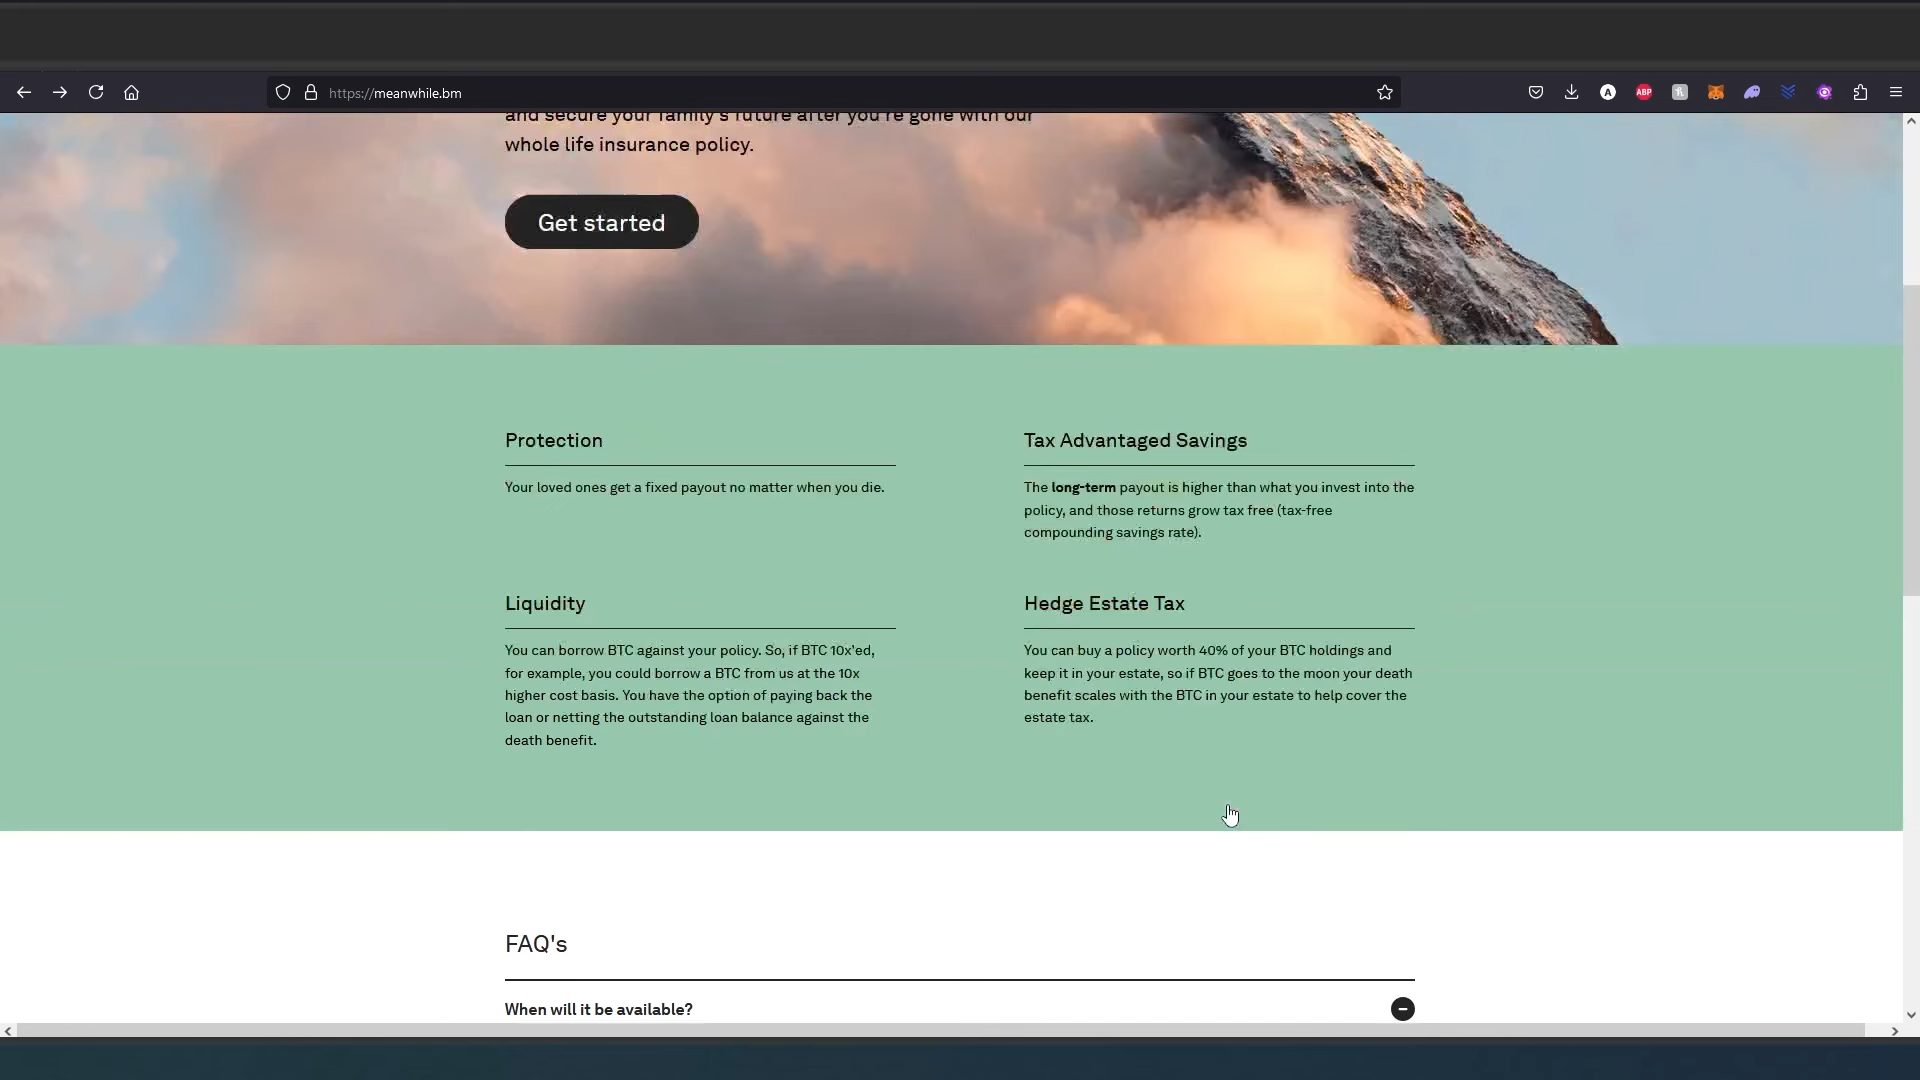 https://meanwhile.bm
ABP
and secure your family's future after you're gone with our
whole life insurance policy.
Get started
Protection
Your loved ones get a fixed payout no matter when you die.
Tax Advantaged Savings
The long-term payout is higher than what you invest into the
policy, and those returns grow tax free (tax-free
compounding savings rate).
Liquidity
You can borrow BTC against your policy. So, if BTC 10x'ed,
for example, you could borrow a BTC from us at the 10x
higher cost basis. You have the option of paying back the
loan or netting the outstanding loan balance against the
death benefit.
Hedge Estate Tax
You can buy a policy worth 40% of your BTC holdings and
keep it in your estate, so if BTC goes to the moon your death
benefit scales with the BTC in your estate to help cover the
estate tax.
FAQ's
When will it be available?